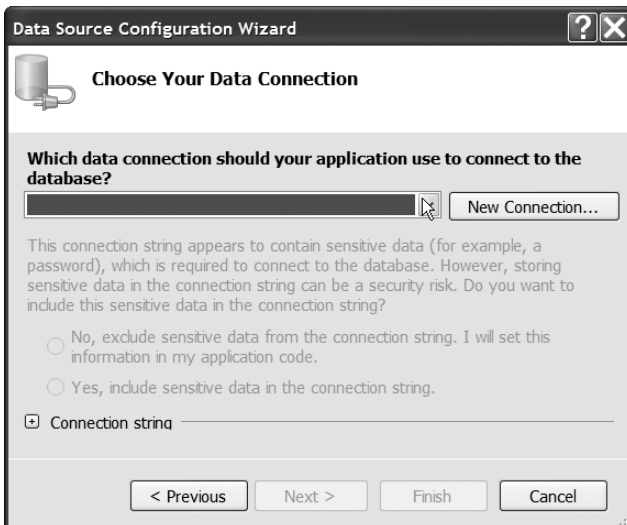 Data Source Configuration Wizard
Choose Your Data Connection
Which data connection should your application use to connect to the
database?
New Connection...
This connection string appears to contain sensitive data (for example, a
password), which is required to connect to the database. However, storing
sensitive data in the connection string can be a security risk. Do you want to
include this sensitive data in the connection string?
No, exclude sensitive data from the connection string. I will set this
information in my application code.
Yes, include sensitive data in the connection string.
Connection string
< Previous
Next >
Finish
Cancel